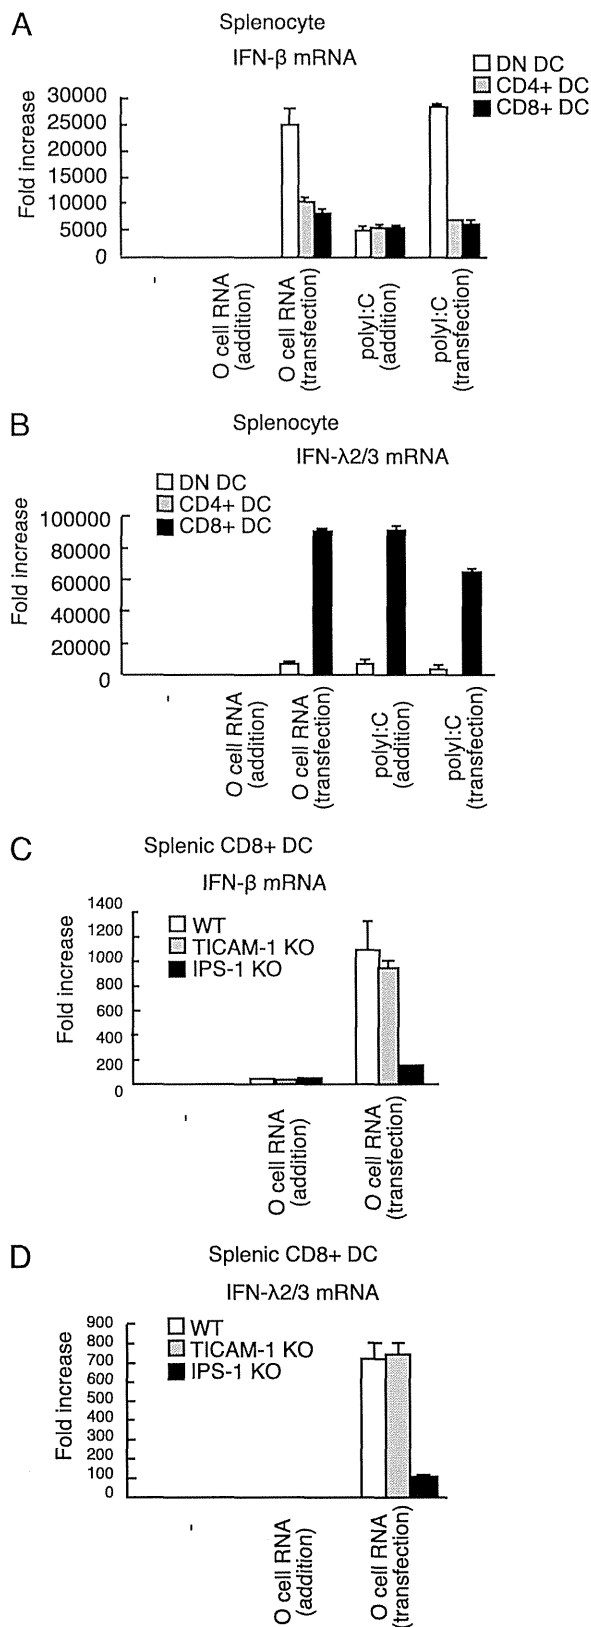 A
Splenocyte
IFN-β mRNA
DN DC
CD4+ DC
CD8+ DC
Fold increase
30000
25000
20000
15000
10000
5000
0
-
O cell RNA
(addition)
O cell RNA
(transfection)
polyI:C
(addition)
polyI:C
(transfection)
B
Splenocyte
IFN-λ2/3 mRNA
DN DC
CD4+ DC
CD8+ DC
Fold increase
100000
80000
60000
40000
20000
0
-
O cell RNA
(addition)
O cell RNA
(transfection)
polyI:C
(addition)
polyI:C
(transfection)
C
Splenic CD8+ DC
IFN-β mRNA
WT
TICAM-1 KO
IPS-1 KO
Fold increase
1400
1200
1000
800
600
400
200
0
-
O cell RNA
(addition)
O cell RNA
(transfection)
D
Splenic CD8+ DC
IFN-λ2/3 mRNA
WT
TICAM-1 KO
IPS-1 KO
Fold increase
900
800
700
600
500
400
300
200
100
0
-
O cell RNA
(addition)
O cell RNA
(transfection)